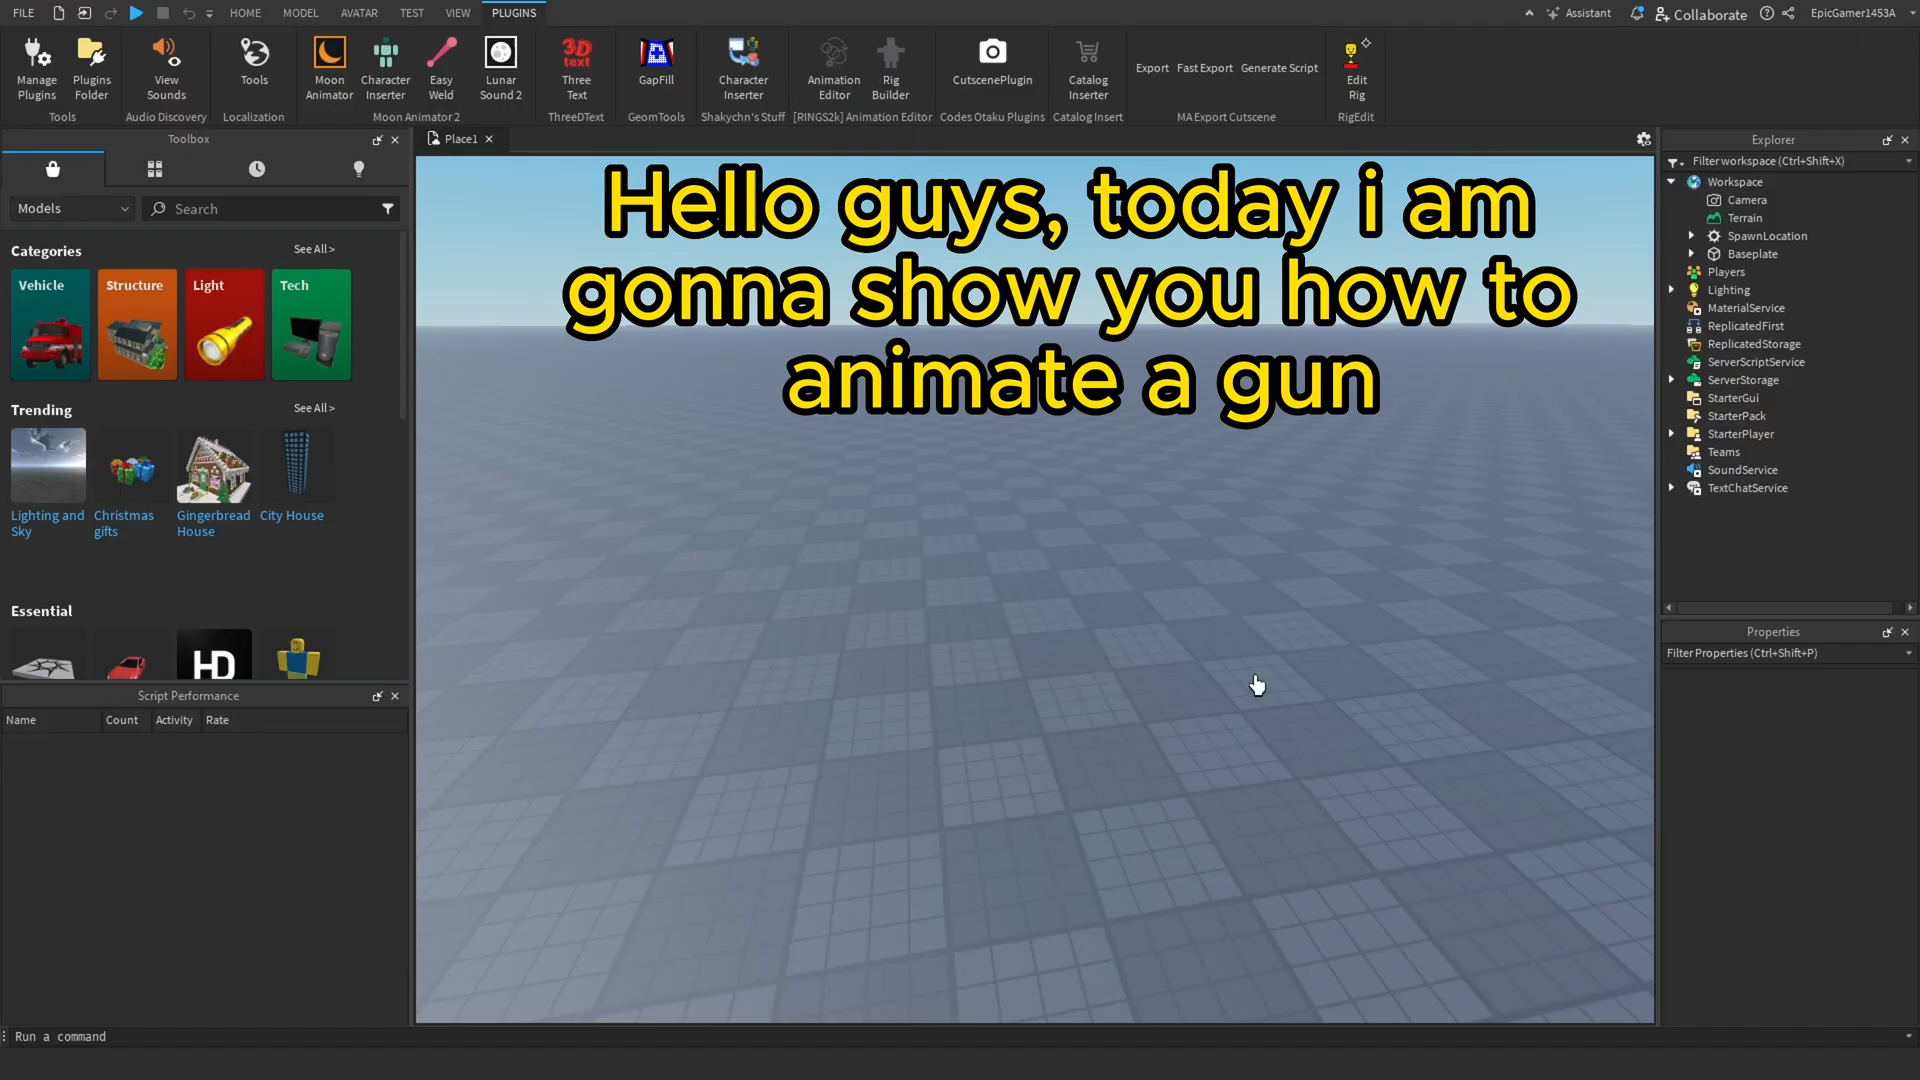 FILE HOME MODEL AVATAR TEST VIEW PLUGINS Assistant Collaborate EpicGamer1453A
Manage Plugins
Plugins Folder
Tools
View Sounds
Audio Discovery
Tools
Localization
Moon Animator
Character Inserter
Easy Weld
Lunar Sound 2
Moon Animator 2
Three Text
ThreeDText
GapFill
GeomTools
Character Inserter
Shakychn's Stuff
Animation Editor
Rig Builder
[RINGS2k] Animation Editor
CutscenePlugin
Codes Otaku Plugins
Catalog Inserter
Catalog Insert
Export Fast Export Generate Script
MA Export Cutscene
Edit Rig
RigEdit
3D text
Toolbox
Models
Search
Categories See All >
Vehicle Structure Light Tech
Trending See All >
Lighting and Sky
Christmas gifts
Gingerbread House
City House
Essential
HD
Script Performance
Name Count Activity Rate
Place1
Hello guys, today i am
gonna show you how to
animate a gun
Explorer
Filter workspace (Ctrl+Shift+X)
Workspace
Camera
Terrain
SpawnLocation
Baseplate
Players
Lighting
MaterialService
ReplicatedFirst
ReplicatedStorage
ServerScriptService
ServerStorage
StarterGui
StarterPack
StarterPlayer
Teams
SoundService
TextChatService
Properties
Filter Properties (Ctrl+Shift+P)
Run a command